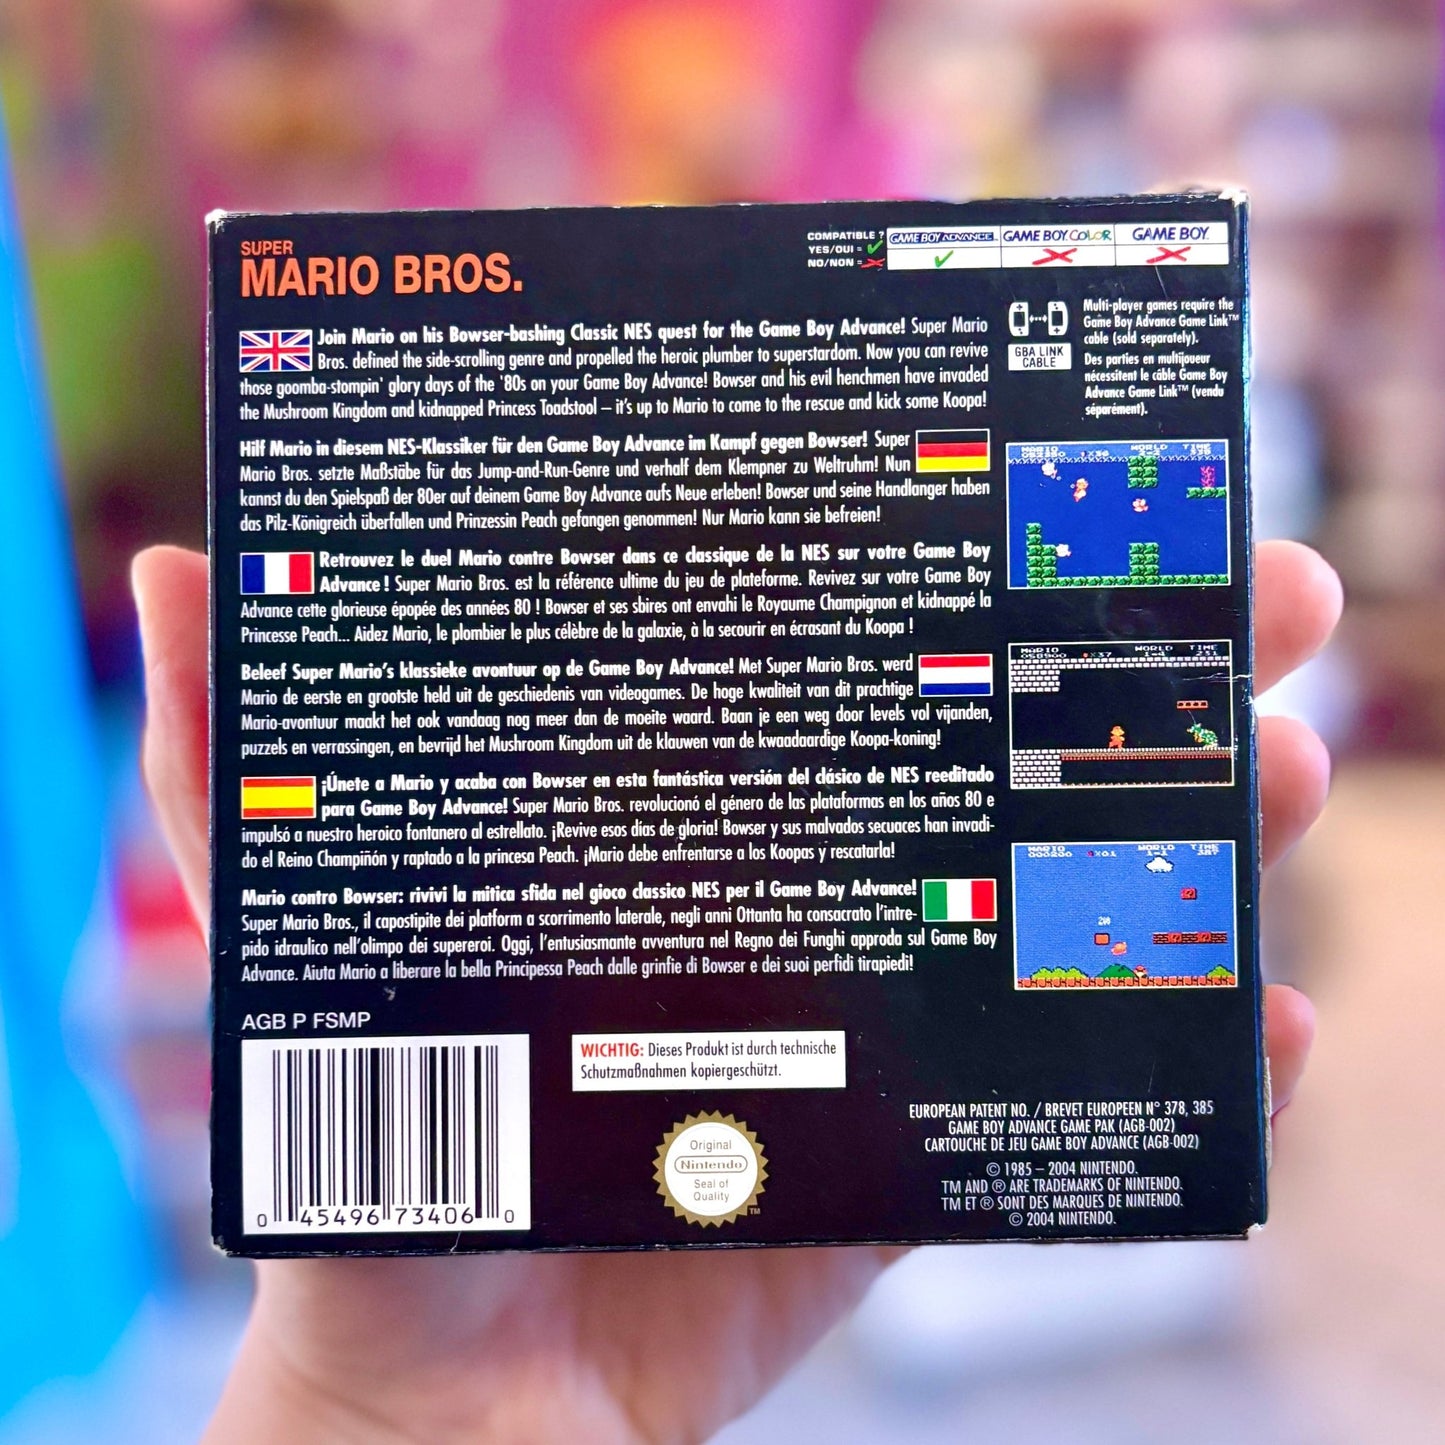 SUPER
MARIO BROS.
COMPATIBLE ?
YES/OUI =
NO/NON =
GAME BOY ADVANCE
GAME BOY COLOR
GAME BOY
Join Mario on his Bowser-bashing Classic NES quest for the Game Boy Advance! Super Mario
Bros. defined the side-scrolling genre and propelled the heroic plumber to superstardom. Now you can revive
those goomba-stompin' glory days of the '80s on your Game Boy Advance! Bowser and his evil henchmen have invaded
the Mushroom Kingdom and kidnapped Princess Toadstool – it's up to Mario to come to the rescue and kick some Koopa!
Hilf Mario in diesem NES-Klassiker für den Game Boy Advance im Kampf gegen Bowser! Super
Mario Bros. setzte Maßstäbe für das Jump-and-Run-Genre und verhalf dem Klempner zu Weltruhm! Nun
kannst du den Spielspaß der 80er auf deinem Game Boy Advance aufs Neue erleben! Bowser und seine Handlanger haben
das Pilz-Königreich überfallen und Prinzessin Peach gefangen genommen! Nur Mario kann sie befreien!
Retrouvez le duel Mario contre Bowser dans ce classique de la NES sur votre Game Boy
Advance ! Super Mario Bros. est la référence ultime du jeu de plateforme. Revivez sur votre Game Boy
Advance cette glorieuse épopée des années 80 ! Bowser et ses sbires ont envahi le Royaume Champignon et kidnappé la
Princesse Peach... Aidez Mario, le plombier le plus célèbre de la galaxie, à la secourir en écrasant du Koopa !
Beleef Super Mario's klassieke avontuur op de Game Boy Advance! Met Super Mario Bros. werd
Mario de eerste en grootste held uit de geschiedenis van videogames. De hoge kwaliteit van dit prachtige
Mario-avontuur maakt het ook vandaag nog meer dan de moeite waard. Baan je een weg door levels vol vijanden,
puzzels en verrassingen, en bevrijd het Mushroom Kingdom uit de klauwen van de kwaadaardige Koopa-koning!
¡Únete a Mario y acaba con Bowser en esta fantástica versión del clásico de NES reeditado
para Game Boy Advance! Super Mario Bros. revolucionó el género de las plataformas en los años 80 e
impulsó a nuestro heroico fontanero al estrellato. ¡Revive esos días de gloria! Bowser y sus malvados secuaces han invadi-
do el Reino Champiñón y raptado a la princesa Peach. ¡Mario debe enfrentarse a los Koopas y rescatarla!
Mario contro Bowser: rivivi la mitica sfida nel gioco classico NES per il Game Boy Advance!
Super Mario Bros., il capostipite dei platform a scorrimento laterale, negli anni Ottanta ha consacrato l'intre-
pido idraulico nell'olimpo dei supereroi. Oggi, l'entusiasmante avventura nel Regno dei Funghi approda sul Game Boy
Advance. Aiuta Mario a liberare la bella Principessa Peach dalle grinfie di Bowser e dei suoi perfidi tirapiedi!
GBA LINK
CABLE
Multi-player games require the
Game Boy Advance Game Link™
cable (sold separately).
Des parties en multijoueur
nécessitent le câble Game Boy
Advance Game Link™ (vendu
séparément).
MARIO WORLD TIME
MARIO WORLD TIME
058900 ×37 1-4 231
MARIO WORLD TIME
000200 ×01 1-1 387
200
AGB P FSMP
0 45496 73406 0
WICHTIG: Dieses Produkt ist durch technische
Schutzmaßnahmen kopiergeschützt.
Original
Nintendo
Seal of
Quality
TM
EUROPEAN PATENT NO. / BREVET EUROPEEN N° 378, 385
GAME BOY ADVANCE GAME PAK (AGB-002)
CARTOUCHE DE JEU GAME BOY ADVANCE (AGB-002)
© 1985 – 2004 NINTENDO.
TM AND ® ARE TRADEMARKS OF NINTENDO.
TM ET ® SONT DES MARQUES DE NINTENDO.
© 2004 NINTENDO.